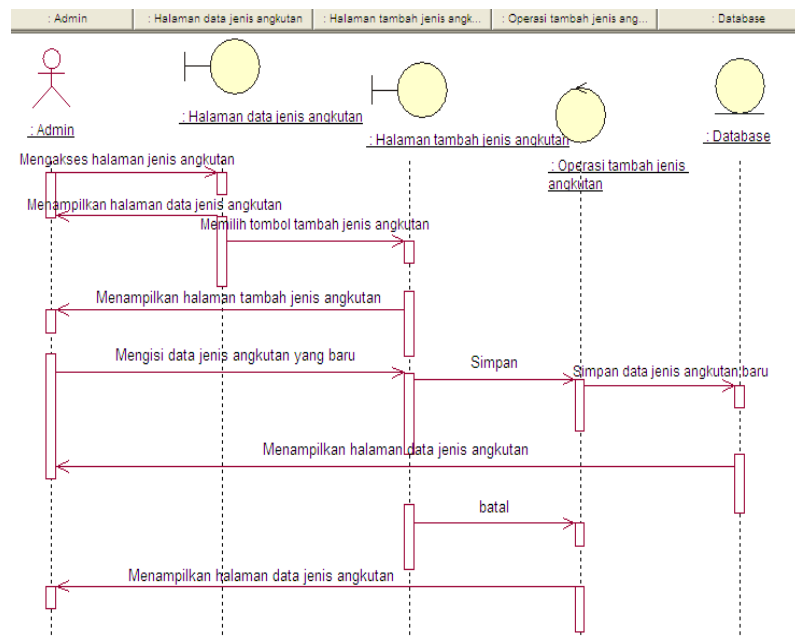 : Admin
: Halaman data jenis angkutan
: Halaman tambah jenis angk...
: Operasi tambah jenis ang...
: Database
: Admin
: Halaman data jenis angkutan
: Halaman tambah jenis angkutan
: Operasi tambah jenis
angkutan
: Database
Mengakses halaman jenis angkutan
Menampilkan halaman data jenis angkutan
Memilih tombol tambah jenis angkutan
Menampilkan halaman tambah jenis angkutan
Mengisi data jenis angkutan yang baru
Simpan
Simpan data jenis angkutan baru
Menampilkan halaman data jenis angkutan
batal
Menampilkan halaman data jenis angkutan